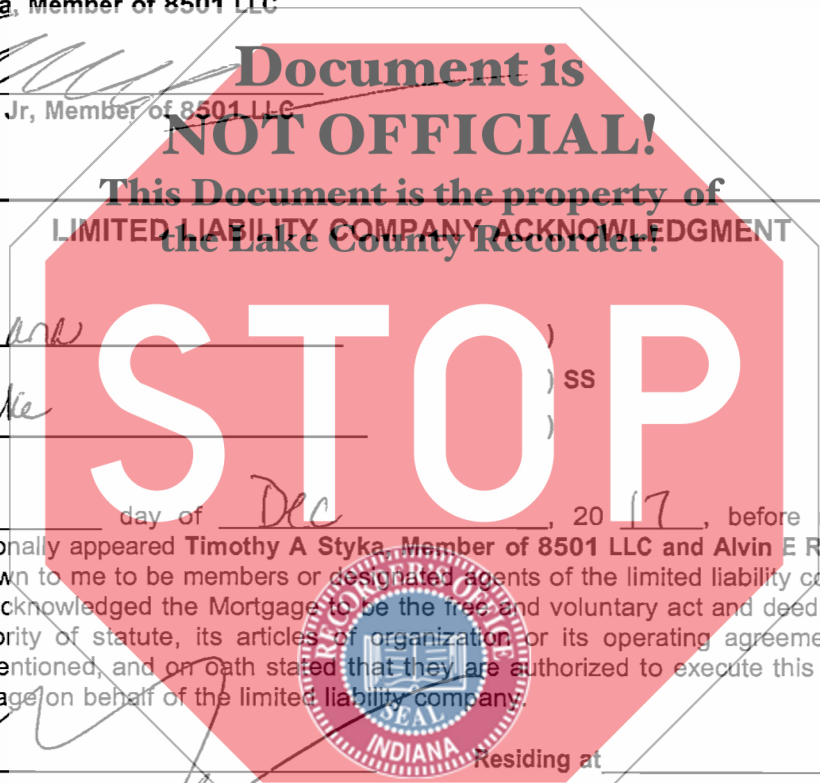 a, Member of 8501 LLC
Document is
Jr, Member of 8501 LLC
NOT OFFICIAL!
This Document is the property of
the Lake County Recorder!
LIMITED LIABILITY COMPANY ACKNOWLEDGMENT
STOP
ana )
) SS
ke )
day of Dec, 20 17, before
onally appeared Timothy A Styka, Member of 8501 LLC and Alvin E R
wn to me to be members or designated agents of the limited liability co
cknowledged the Mortgage to be the free and voluntary act and deed
ority of statute, its articles of organization or its operating agreeme
entioned, and on oath stated that they are authorized to execute this
age on behalf of the limited liability company.
RECORDER'S OFFICE
SEAL
INDIANA
Residing at